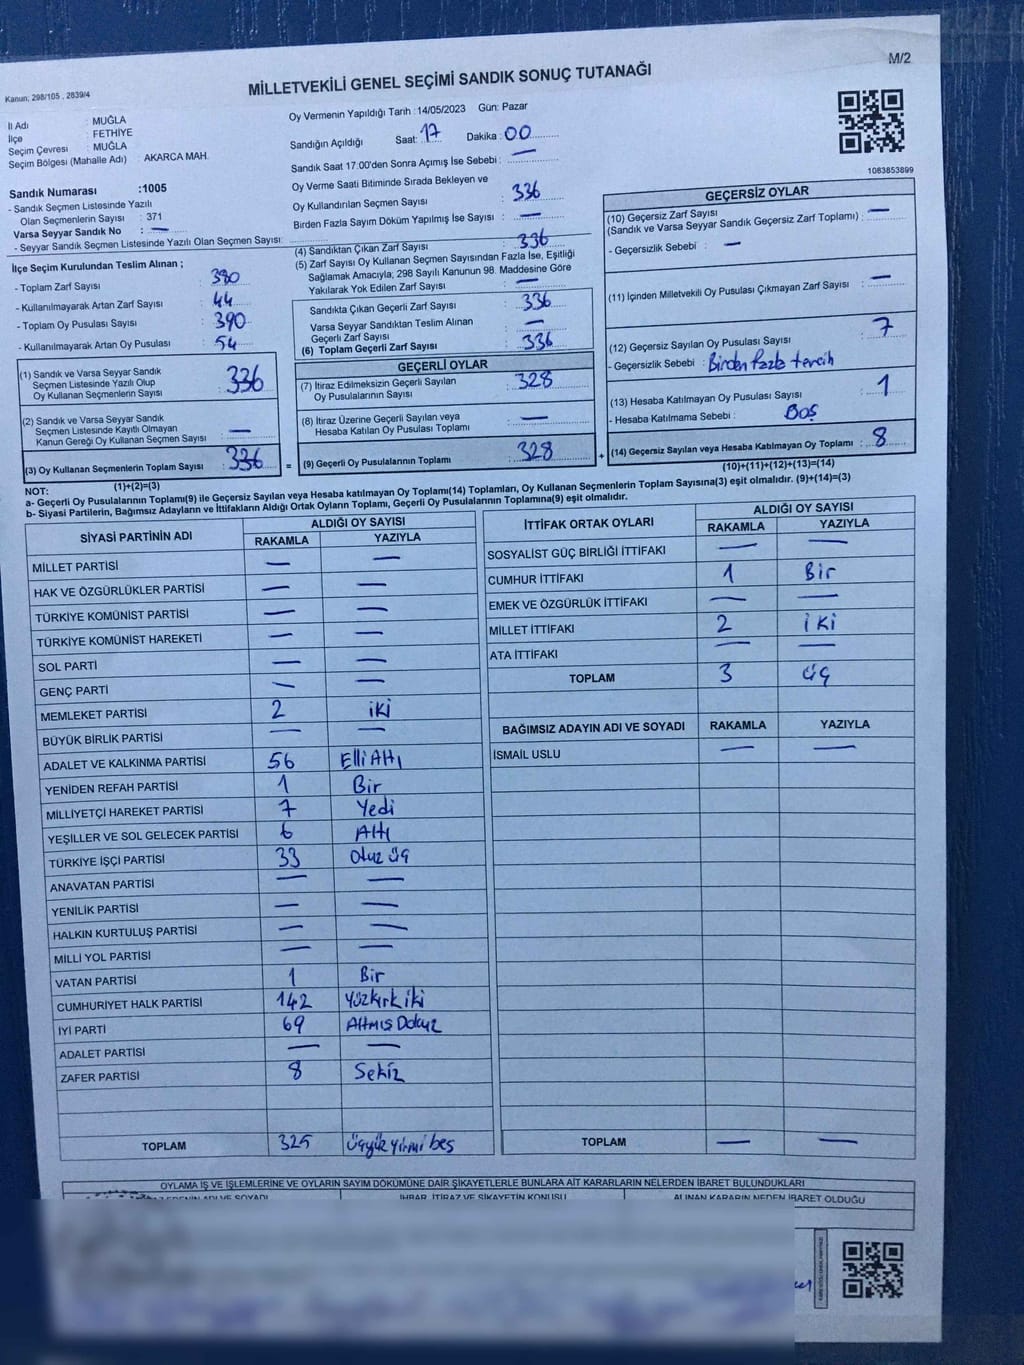 M/2
Kanun: 298/105 , 2839/4
MİLLETVEKİLİ GENEL SEÇİMİ SANDIK SONUÇ TUTANAĞI
1083853899
İl Adı : MUĞLA
İlçe : FETHİYE
Seçim Çevresi : MUĞLA
Seçim Bölgesi (Mahalle Adı) AKARCA MAH.
Sandık Numarası :1005
- Sandık Seçmen Listesinde Yazılı
Olan Seçmenlerin Sayısı : 371
Varsa Seyyar Sandık No : —
- Seyyar Sandık Seçmen Listesinde Yazılı Olan Seçmen Sayısı:
Oy Vermenin Yapıldığı Tarih : 14/05/2023 Gün: Pazar
Sandığın Açıldığı Saat: 17 Dakika : 00
Sandık Saat 17.00'den Sonra Açımış İse Sebebi : —
Oy Verme Saati Bitiminde Sırada Bekleyen ve
Oy Kullandırılan Seçmen Sayısı : 336
Birden Fazla Sayım Döküm Yapılmış İse Sayısı : —
İlçe Seçim Kurulundan Teslim Alınan ;
- Toplam Zarf Sayısı : 380
- Kullanılmayarak Artan Zarf Sayısı : 44
- Toplam Oy Pusulası Sayısı : 390
- Kullanılmayarak Artan Oy Pusulası : 54
(1) Sandık ve Varsa Seyyar Sandık
Seçmen Listesinde Yazılı Olup
Oy Kullanan Seçmenlerin Sayısı : 336
(2) Sandık ve Varsa Seyyar Sandık
Seçmen Listesinde Kayıtlı Olmayan
Kanun Gereği Oy Kullanan Seçmen Sayısı : —
(3) Oy Kullanan Seçmenlerin Toplam Sayısı : 336
(1)+(2)=(3)
(4) Sandıktan Çıkan Zarf Sayısı : 336
(5) Zarf Sayısı Oy Kullanan Seçmen Sayısından Fazla İse, Eşitliği
Sağlamak Amacıyla, 298 Sayılı Kanunun 98. Maddesine Göre
Yakılarak Yok Edilen Zarf Sayısı : —
Sandıkta Çıkan Geçerli Zarf Sayısı : 336
Varsa Seyyar Sandıktan Teslim Alınan
Geçerli Zarf Sayısı : —
(6) Toplam Geçerli Zarf Sayısı : 336
GEÇERLİ OYLAR
(7) İtiraz Edilmeksizin Geçerli Sayılan
Oy Pusulalarının Sayısı : 328
(8) İtiraz Üzerine Geçerli Sayılan veya
Hesaba Katılan Oy Pusulası Toplamı : —
= (9) Geçerli Oy Pusulalarının Toplamı : 328 +
GEÇERSİZ OYLAR
(10) Geçersiz Zarf Sayısı
(Sandık ve Varsa Seyyar Sandık Geçersiz Zarf Toplamı) : —
- Geçersizlik Sebebi : —
(11) İçinden Milletvekili Oy Pusulası Çıkmayan Zarf Sayısı : —
(12) Geçersiz Sayılan Oy Pusulası Sayısı : 7
- Geçersizlik Sebebi : Birden fazla tercih
(13) Hesaba Katılmayan Oy Pusulası Sayısı : 1
- Hesaba Katılmama Sebebi : Boş
(14) Geçersiz Sayılan veya Hesaba Katılmayan Oy Toplamı : 8
(10)+(11)+(12)+(13)=(14)
NOT:
a- Geçerli Oy Pusulalarının Toplamı(9) ile Geçersiz Sayılan veya Hesaba katılmayan Oy Toplamı(14) Toplamları, Oy Kullanan Seçmenlerin Toplam Sayısına(3) eşit olmalıdır. (9)+(14)=(3)
b- Siyasi Partilerin, Bağımsız Adayların ve İttifakların Aldığı Ortak Oyların Toplamı, Geçerli Oy Pusulalarının Toplamına(9) eşit olmalıdır.
SİYASİ PARTİNİN ADI ALDIĞI OY SAYISI
RAKAMLA YAZIYLA
MİLLET PARTİSİ — —
HAK VE ÖZGÜRLÜKLER PARTİSİ — —
TÜRKİYE KOMÜNİST PARTİSİ — —
TÜRKİYE KOMÜNİST HAREKETİ — —
SOL PARTİ — —
GENÇ PARTİ — —
MEMLEKET PARTİSİ 2 iki
BÜYÜK BİRLİK PARTİSİ — —
ADALET VE KALKINMA PARTİSİ 56 Elli Altı
YENİDEN REFAH PARTİSİ 1 Bir
MİLLİYETÇİ HAREKET PARTİSİ 7 Yedi
YEŞİLLER VE SOL GELECEK PARTİSİ 6 Altı
TÜRKİYE İŞÇİ PARTİSİ 33 Otuz üç
ANAVATAN PARTİSİ — —
YENİLİK PARTİSİ — —
HALKIN KURTULUŞ PARTİSİ — —
MİLLİ YOL PARTİSİ — —
VATAN PARTİSİ 1 Bir
CUMHURİYET HALK PARTİSİ 142 Yüzkırkiki
İYİ PARTİ 69 Altmış Dokuz
ADALET PARTİSİ — —
ZAFER PARTİSİ 8 Sekiz
TOPLAM 325 üçyüzyirmibeş
İTTİFAK ORTAK OYLARI ALDIĞI OY SAYISI
RAKAMLA YAZIYLA
SOSYALİST GÜÇ BİRLİĞİ İTTİFAKI — —
CUMHUR İTTİFAKI 1 Bir
EMEK VE ÖZGÜRLÜK İTTİFAKI — —
MİLLET İTTİFAKI 2 iki
ATA İTTİFAKI — —
TOPLAM 3 üç
BAĞIMSIZ ADAYIN ADI VE SOYADI RAKAMLA YAZIYLA
İSMAİL USLU — —
TOPLAM — —
OYLAMA İŞ VE İŞLEMLERİNE VE OYLARIN SAYIM DÖKÜMÜNE DAİR ŞİKAYETLERLE BUNLARA AİT KARARLARIN NELERDEN İBARET BULUNDUKLARI
ADI VE SOYADI İHBAR, İTİRAZ VE ŞİKAYETİN KONUSU ALINAN KARARIN NEDEN İBARET OLDUĞU